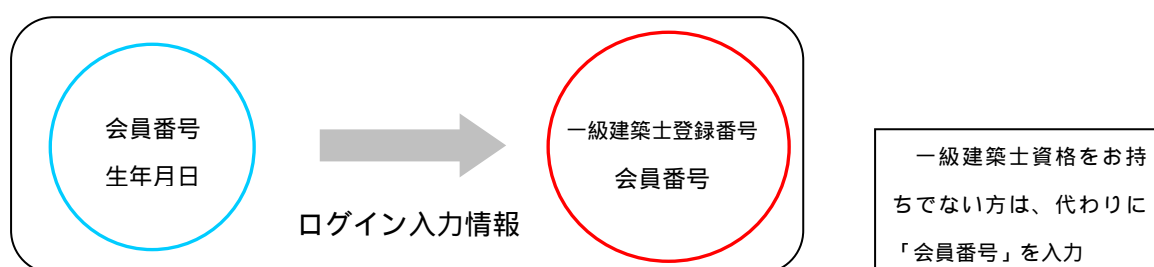 会員番号
生年月日
ログイン入力情報
一級建築士登録番号
会員番号
一級建築士資格をお持
ちでない方は、代わりに
「会員番号」を入力